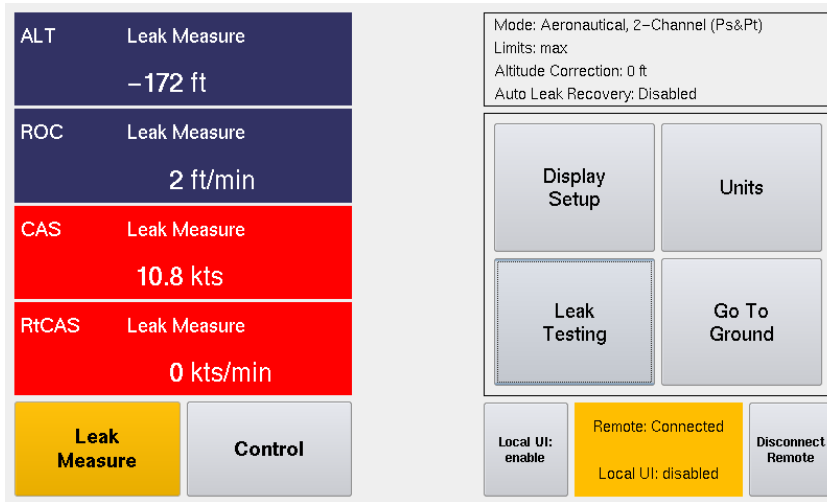 ALT Leak Measure
−172 ft
ROC Leak Measure
2 ft/min
CAS Leak Measure
10.8 kts
RtCAS Leak Measure
0 kts/min
Leak
Measure
Control
Mode: Aeronautical, 2−Channel (Ps&Pt)
Limits: max
Altitude Correction: 0 ft
Auto Leak Recovery: Disabled
Display
Setup
Units
Leak
Testing
Go To
Ground
Local UI:
enable
Remote: Connected
Local UI: disabled
Disconnect
Remote